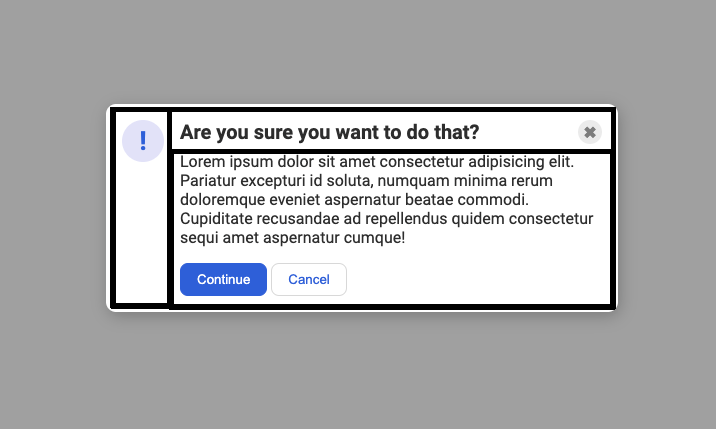 !
Are you sure you want to do that?
Lorem ipsum dolor sit amet consectetur adipisicing elit.
Pariatur excepturi id soluta, numquam minima rerum
doloremque eveniet aspernatur beatae commodi.
Cupiditate recusandae ad repellendus quidem consectetur
sequi amet aspernatur cumque!
Continue
Cancel